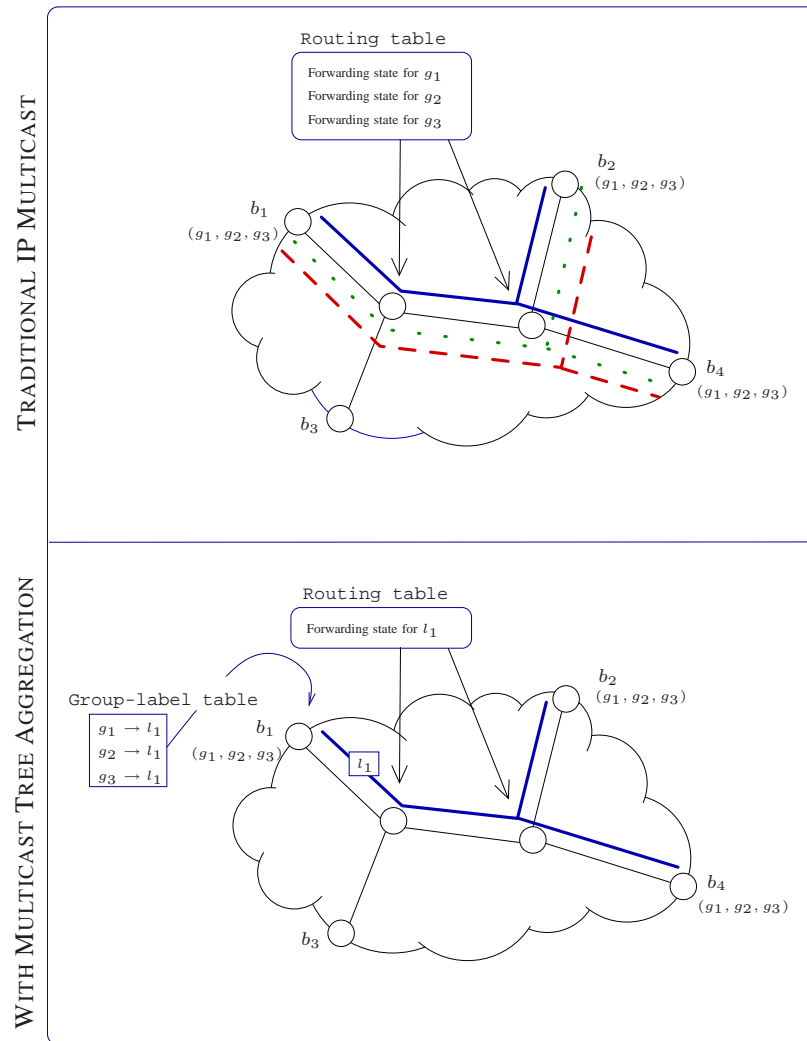 TRADITIONAL IP MULTICAST
Routing table
Forwarding state for g1
Forwarding state for g2
Forwarding state for g3
b2
(g1, g2, g3)
b1
(g1, g2, g3)
b4
(g1, g2, g3)
b3
WITH MULTICAST TREE AGGREGATION
Routing table
Forwarding state for l1
Group-label table
g1 → l1
g2 → l1
g3 → l1
b2
(g1, g2, g3)
b1
(g1, g2, g3)
l1
b4
(g1, g2, g3)
b3